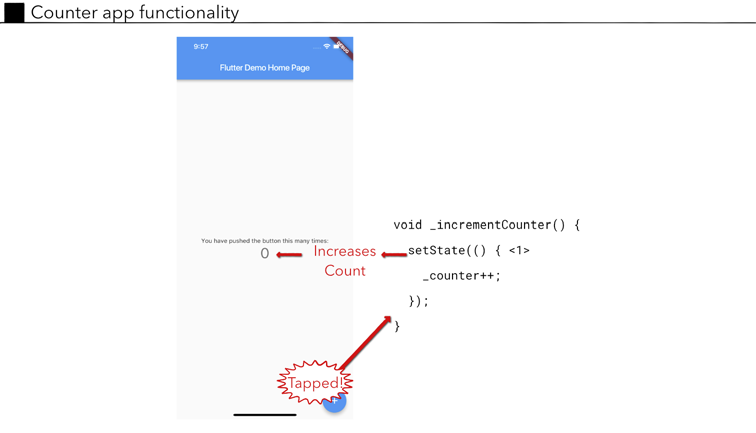 Counter app functionality
9:57
DEBUG
Flutter Demo Home Page
You have pushed the button this many times:
0
Increases
Count
void _incrementCounter() {
setState(() { <1>
_counter++;
});
}
Tapped!